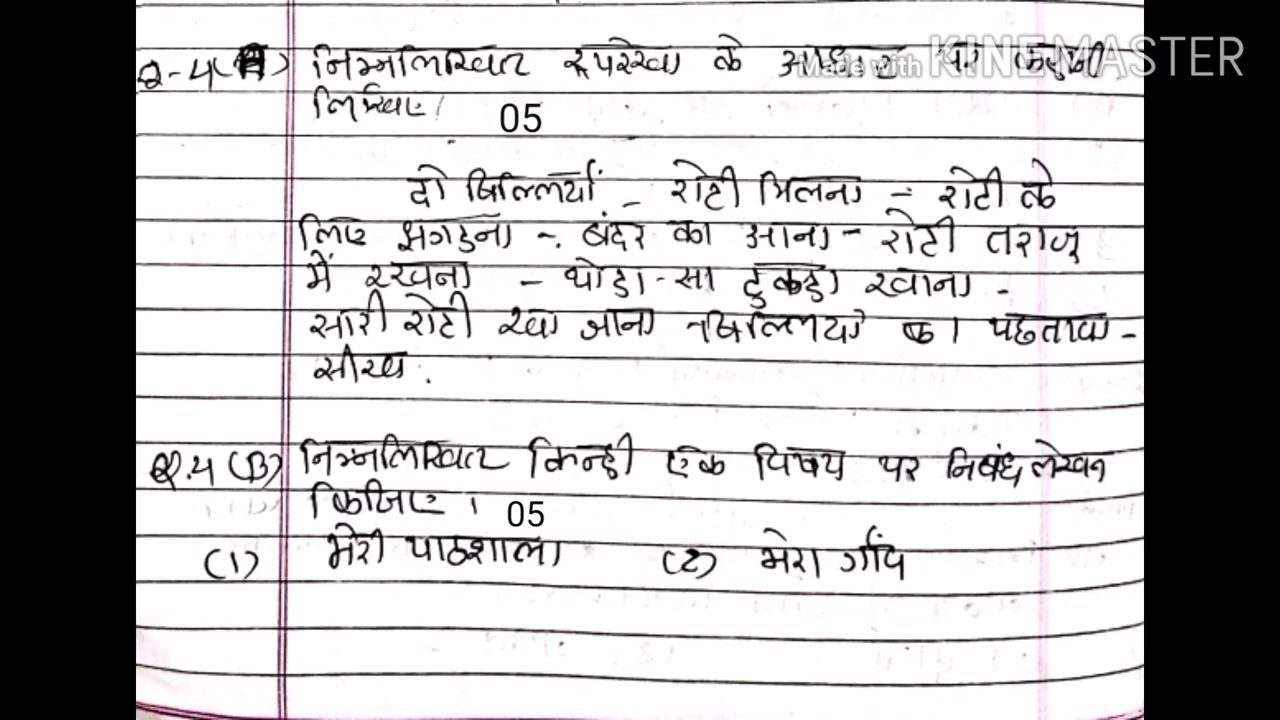 Q-4(A) निम्नलिखित रुपरेखा के आधार पर कहानी
Made with KINEMASTER
लिखिए।
05
दो बिल्लियाँ - रोटी मिलना - रोटी के
लिए झगडना - बंदर का आना - रोटी तराजू
में रखना - थोडा-सा टुकडा खाना -
सारी रोटी खा जाना - बिल्लियों का पछतावा -
सीख.
Q.4 (B) निम्नलिखित किन्ही एक विषय पर निबंध लेखन
किजिए।
05
(1) मेरी पाठशाला (2) मेरा गाँव